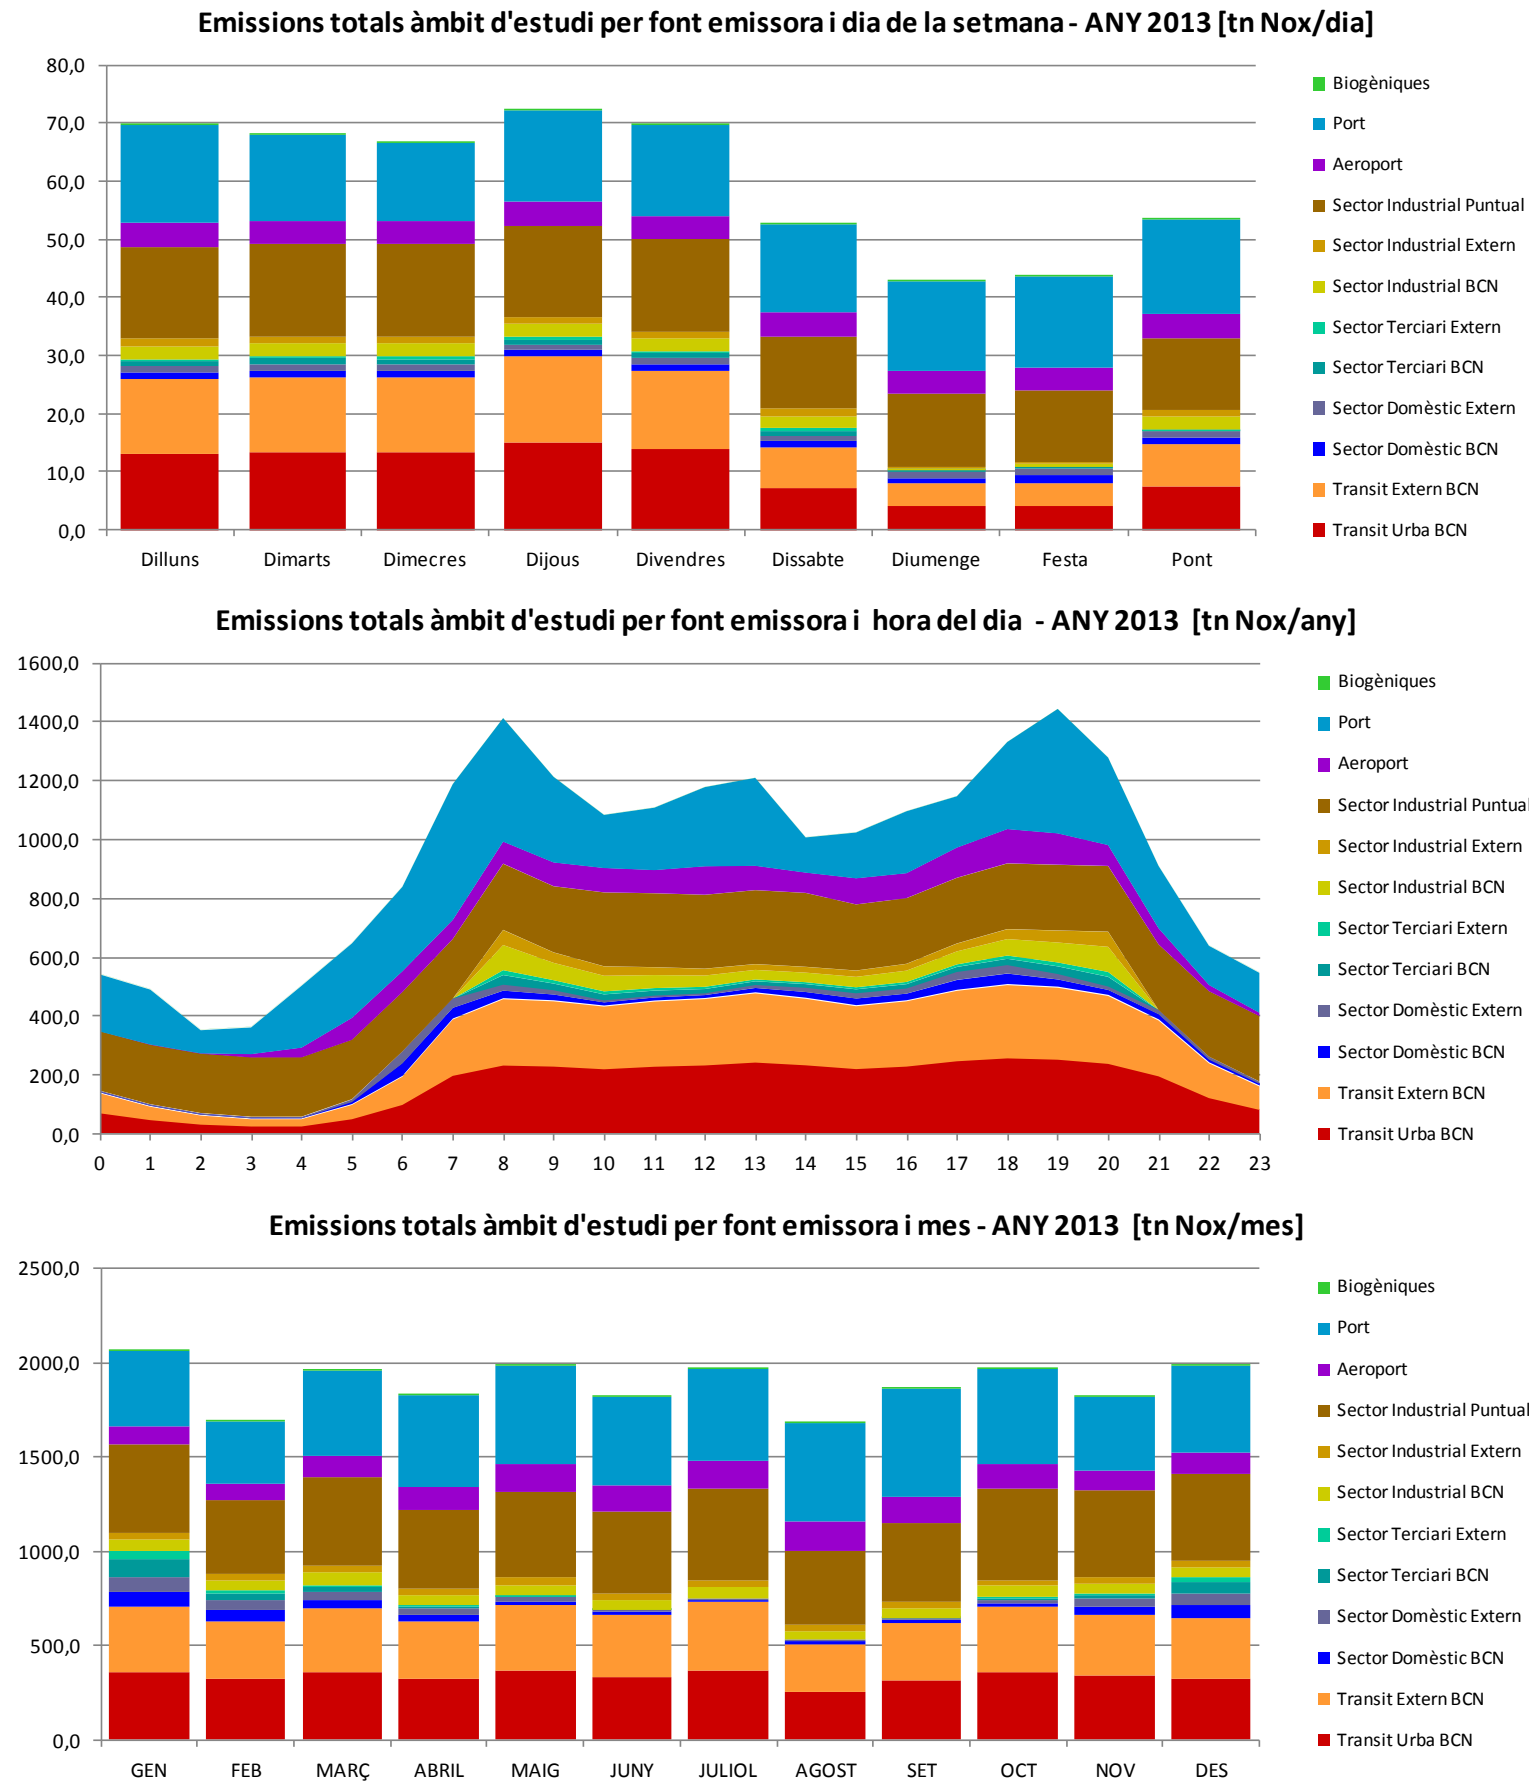 Emissions totals àmbit d'estudi per font emissora i dia de la setmana - ANY 2013 [tn Nox/dia]
80,0
70,0
60,0
50,0
40,0
30,0
20,0
10,0
0,0
Dilluns Dimarts Dimecres Dijous Divendres Dissabte Diumenge Festa Pont
Biogèniques
Port
Aeroport
Sector Industrial Puntual
Sector Industrial Extern
Sector Industrial BCN
Sector Terciari Extern
Sector Terciari BCN
Sector Domèstic Extern
Sector Domèstic BCN
Transit Extern BCN
Transit Urba BCN
Emissions totals àmbit d'estudi per font emissora i hora del dia - ANY 2013 [tn Nox/any]
1600,0
1400,0
1200,0
1000,0
800,0
600,0
400,0
200,0
0,0
0 1 2 3 4 5 6 7 8 9 10 11 12 13 14 15 16 17 18 19 20 21 22 23
Biogèniques
Port
Aeroport
Sector Industrial Puntual
Sector Industrial Extern
Sector Industrial BCN
Sector Terciari Extern
Sector Terciari BCN
Sector Domèstic Extern
Sector Domèstic BCN
Transit Extern BCN
Transit Urba BCN
Emissions totals àmbit d'estudi per font emissora i mes - ANY 2013 [tn Nox/mes]
2500,0
2000,0
1500,0
1000,0
500,0
0,0
GEN FEB MARÇ ABRIL MAIG JUNY JULIOL AGOST SET OCT NOV DES
Biogèniques
Port
Aeroport
Sector Industrial Puntual
Sector Industrial Extern
Sector Industrial BCN
Sector Terciari Extern
Sector Terciari BCN
Sector Domèstic Extern
Sector Domèstic BCN
Transit Extern BCN
Transit Urba BCN